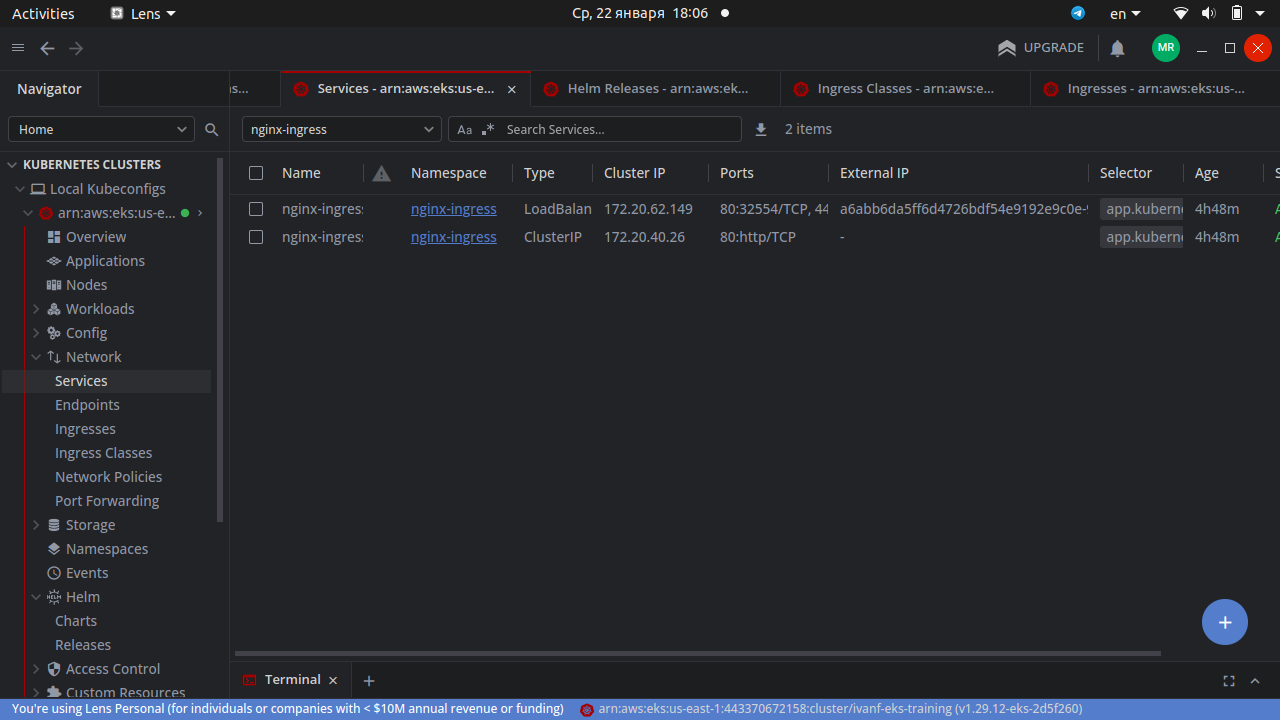 Activities Lens Ср, 22 января 18:06 en
UPGRADE MR
Navigator Services - arn:aws:eks:us-e... Helm Releases - arn:aws:ek... Ingress Classes - arn:aws:e... Ingresses - arn:aws:eks:us-...
Home nginx-ingress Aa .* Search Services... 2 items
KUBERNETES CLUSTERS
Name Namespace Type Cluster IP Ports External IP Selector Age S
Local Kubeconfigs
arn:aws:eks:us-e...
nginx-ingress nginx-ingress LoadBalan 172.20.62.149 80:32554/TCP, 44 a6abb6da5ff6d4726bdf54e9192e9c0e- app.kuberne 4h48m
nginx-ingress nginx-ingress ClusterIP 172.20.40.26 80:http/TCP - app.kuberne 4h48m
Overview
Applications
Nodes
Workloads
Config
Network
Services
Endpoints
Ingresses
Ingress Classes
Network Policies
Port Forwarding
Storage
Namespaces
Events
Helm
Charts
Releases
Access Control
Custom Resources
Terminal
You're using Lens Personal (for individuals or companies with < $10M annual revenue or funding) arn:aws:eks:us-east-1:443370672158:cluster/ivanf-eks-training (v1.29.12-eks-2d5f260)